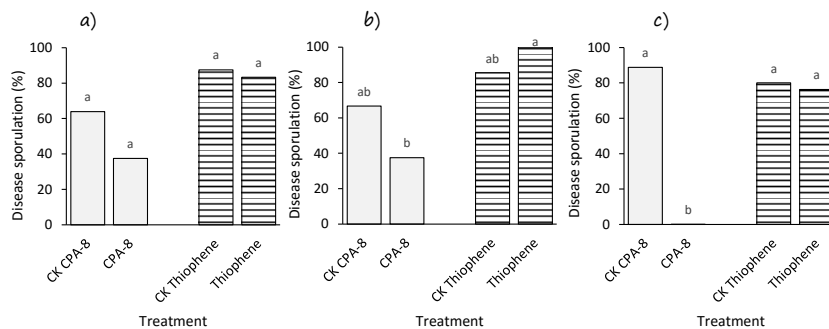 a)
Disease sporulation (%)
100
80
60
40
20
0
a
a
a
a
CK CPA-8
CPA-8
CK Thiophene
Thiophene
Treatment
b)
Disease sporulation (%)
100
80
60
40
20
0
ab
b
ab
a
CK CPA-8
CPA-8
CK Thiophene
Thiophene
Treatment
c)
Disease sporulation (%)
100
80
60
40
20
0
a
b
a
a
CK CPA-8
CPA-8
CK Thiophene
Thiophene
Treatment